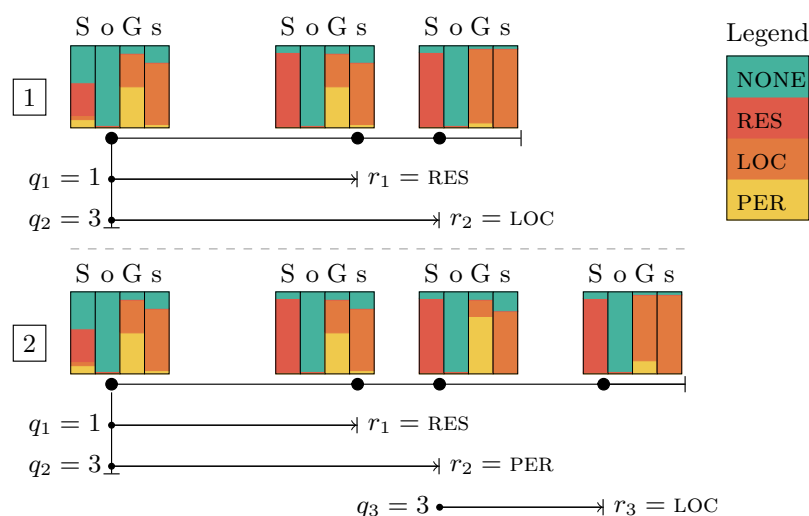 S o G s
S o G s
S o G s
Legend
NONE
RES
LOC
PER
1
q₁ = 1
r₁ = RES
q₂ = 3
r₂ = LOC
S o G s
S o G s
S o G s
S o G s
2
q₁ = 1
r₁ = RES
q₂ = 3
r₂ = PER
q₃ = 3
r₃ = LOC